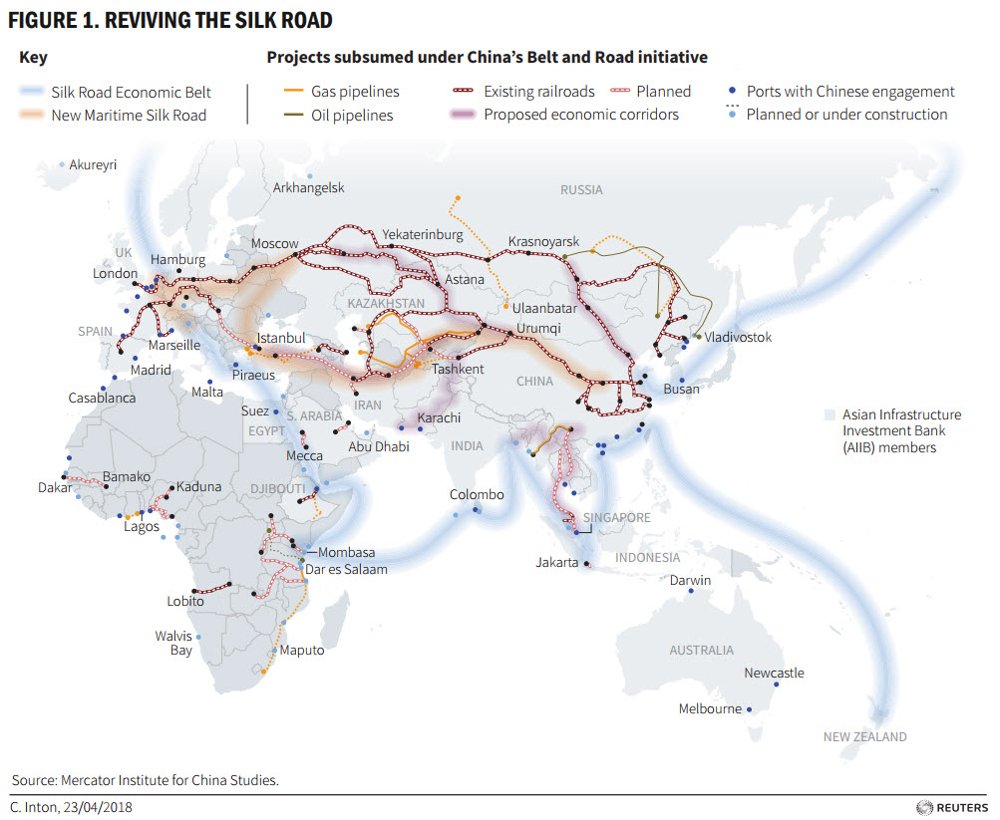 FIGURE 1. REVIVING THE SILK ROAD
Key
Projects subsumed under China's Belt and Road initiative
Silk Road Economic Belt
New Maritime Silk Road
Gas pipelines
Oil pipelines
Existing railroads
Planned
Proposed economic corridors
Ports with Chinese engagement
Planned or under construction
Akureyri
Arkhangelsk
RUSSIA
UK
Hamburg
Moscow
Yekaterinburg
Krasnoyarsk
London
Astana
KAZAKHSTAN
Ulaanbatar
Urumqi
SPAIN
Marseille
Istanbul
Vladivostok
Madrid
Piraeus
Tashkent
CHINA
Busan
Casablanca
Malta
IRAN
Suez
S. ARABIA
Karachi
EGYPT
Abu Dhabi
INDIA
Asian Infrastructure
Investment Bank
(AIIB) members
Mecca
Dakar
Bamako
Kaduna
DJIBOUTI
Colombo
Lagos
SINGAPORE
Mombasa
INDONESIA
Dar es Salaam
Jakarta
Darwin
Lobito
Walvis
Bay
Maputo
AUSTRALIA
Newcastle
Melbourne
NEW ZEALAND
Source: Mercator Institute for China Studies.
C. Inton, 23/04/2018
REUTERS